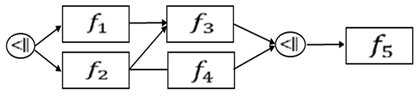 <|| f₁ f₃ <|| f₅
f₂ f₄